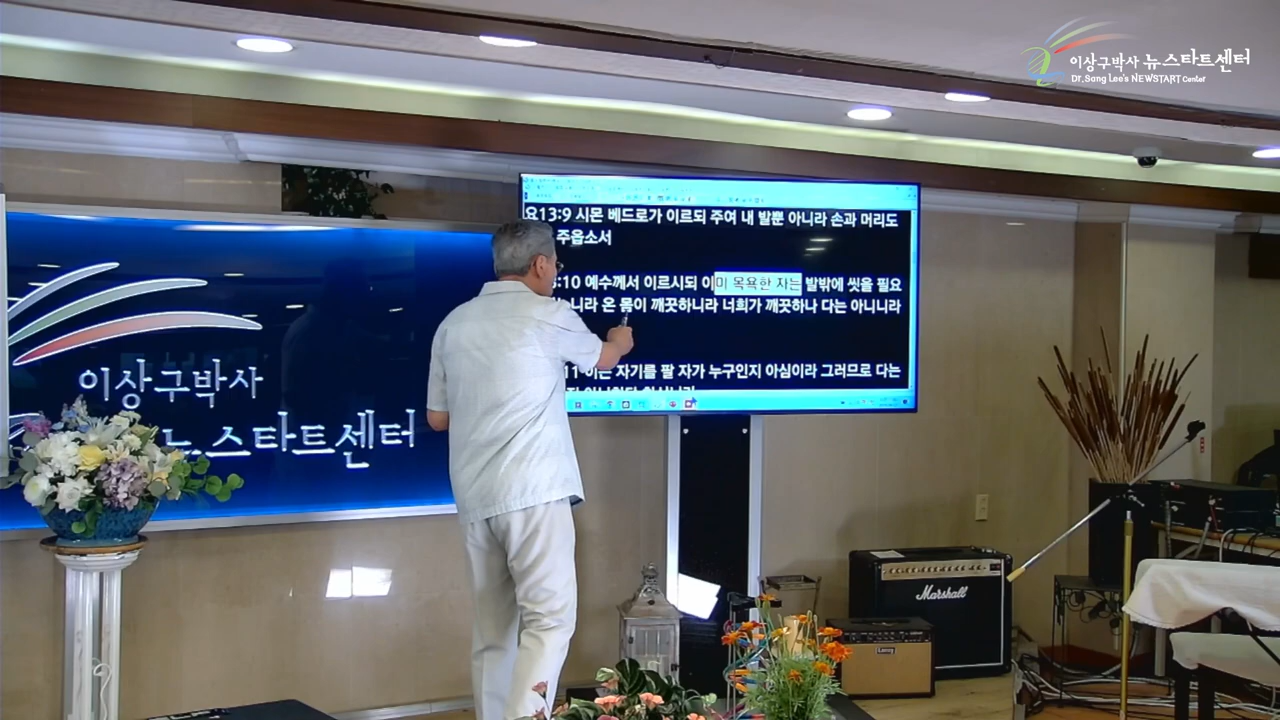 이상구박사 뉴스타트센터
Dr. Sang Lee's NEWSTART Center
요13:9 시몬 베드로가 이르되 주여 내 발뿐 아니라 손과 머리도
주옵소서
:10 예수께서 이르시되 이미 목욕한 자는 발밖에 씻을 필요
니라 온 몸이 깨끗하니라 너희가 깨끗하나 다는 아니니라
11 이는 자기를 팔 자가 누구인지 아심이라 그러므로 다는
이상구박사
뉴스타트센터
Marshall
Laney